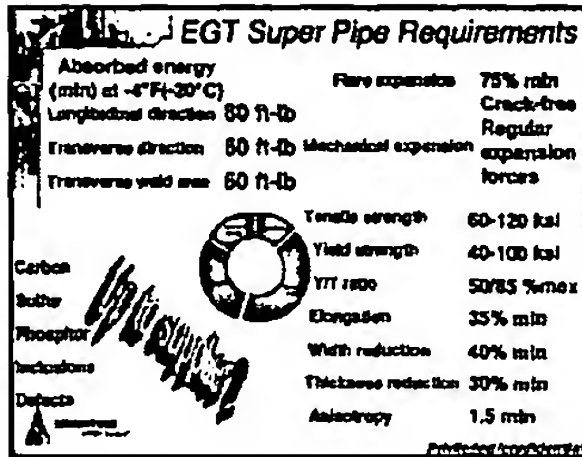 EGT Super Pipe Requirements
Absorbed energy
(min) at -4°F(-20°C)
Longitudinal direction 80 ft-lb
Transverse direction 60 ft-lb
Transverse weld area 60 ft-lb
Flare expansion 75% min
Crack-free
Mechanical expansion Regular
expansion
forces
Tensile strength 60-120 ksi
Yield strength 40-100 ksi
Y/T ratio 50/85 %max
Elongation 35% min
Width reduction 40% min
Thickness reduction 30% min
Anisotropy 1.5 min
Carbon
Sulfur
Phosphor
Inclusions
Defects
Privileged/confidential